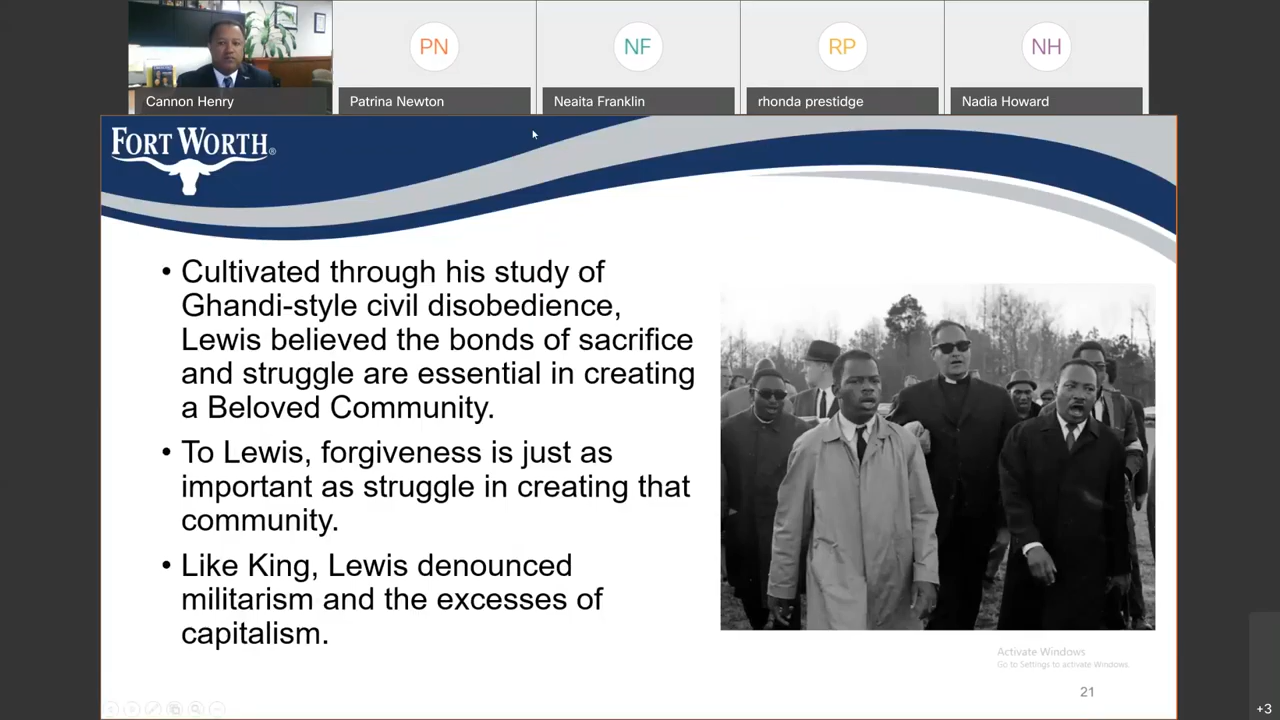 PN
NF
RP
NH
Cannon Henry
Patrina Newton
Neaita Franklin
rhonda prestidge
Nadia Howard
FORT WORTH®
• Cultivated through his study of
Ghandi-style civil disobedience,
Lewis believed the bonds of sacrifice
and struggle are essential in creating
a Beloved Community.
• To Lewis, forgiveness is just as
important as struggle in creating that
community.
• Like King, Lewis denounced
militarism and the excesses of
capitalism.
Activate Windows
Go to Settings to activate Windows.
21
+3